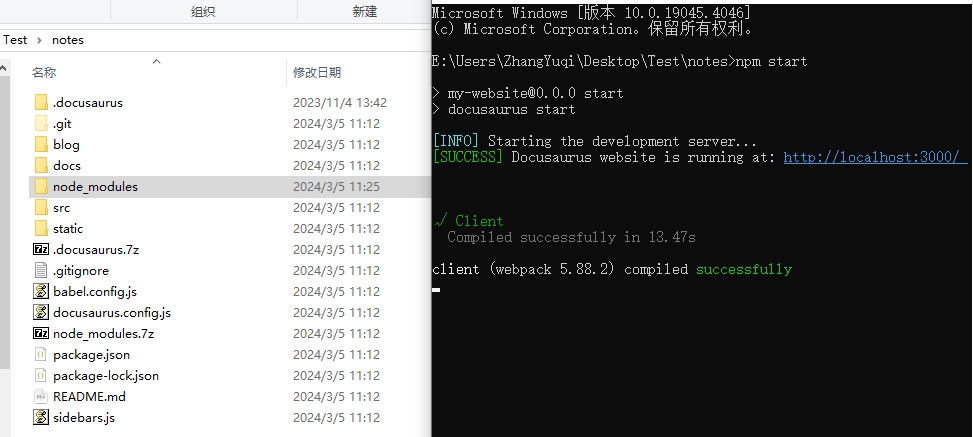 组织
新建
Test > notes
名称
修改日期
.docusaurus 2023/11/4 13:42
.git 2024/3/5 11:12
blog 2024/3/5 11:12
docs 2024/3/5 11:12
node_modules 2024/3/5 11:25
src 2024/3/5 11:12
static 2024/3/5 11:12
.docusaurus.7z 2024/3/5 11:12
.gitignore 2024/3/5 11:12
babel.config.js 2024/3/5 11:12
docusaurus.config.js 2024/3/5 11:12
node_modules.7z 2024/3/5 11:12
package.json 2024/3/5 11:12
package-lock.json 2024/3/5 11:12
README.md 2024/3/5 11:12
sidebars.js 2024/3/5 11:12
Microsoft Windows [版本 10.0.19045.4046]
(c) Microsoft Corporation。保留所有权利。
E:\Users\ZhangYuqi\Desktop\Test\notes>npm start
> my-website@0.0.0 start
> docusaurus start
[INFO] Starting the development server...
[SUCCESS] Docusaurus website is running at: http://localhost:3000/
√ Client
Compiled successfully in 13.47s
client (webpack 5.88.2) compiled successfully